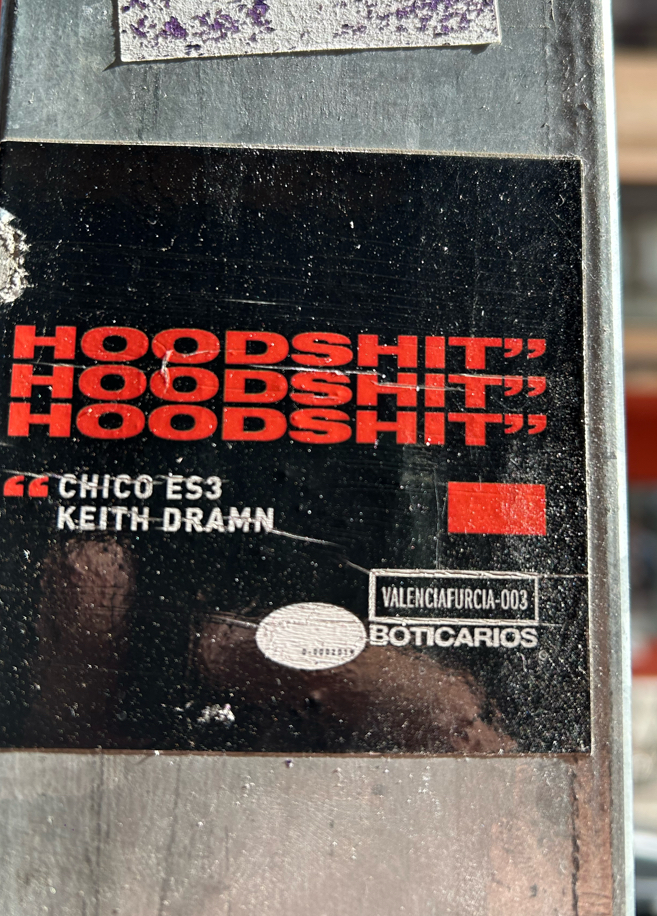 HOODSHIT”
HOODSHIT”
HOODSHIT”
“ CHICO ES3
KEITH DRAMN
VALENCIAFURCIA-003
BOTICARIOS